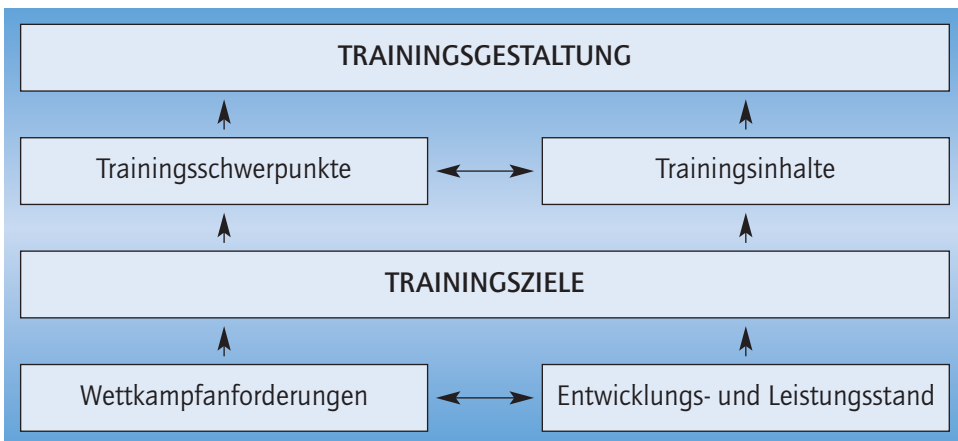 TRAININGSGESTALTUNG
Trainingsschwerpunkte
Trainingsinhalte
TRAININGSZIELE
Wettkampfanforderungen
Entwicklungs- und Leistungsstand